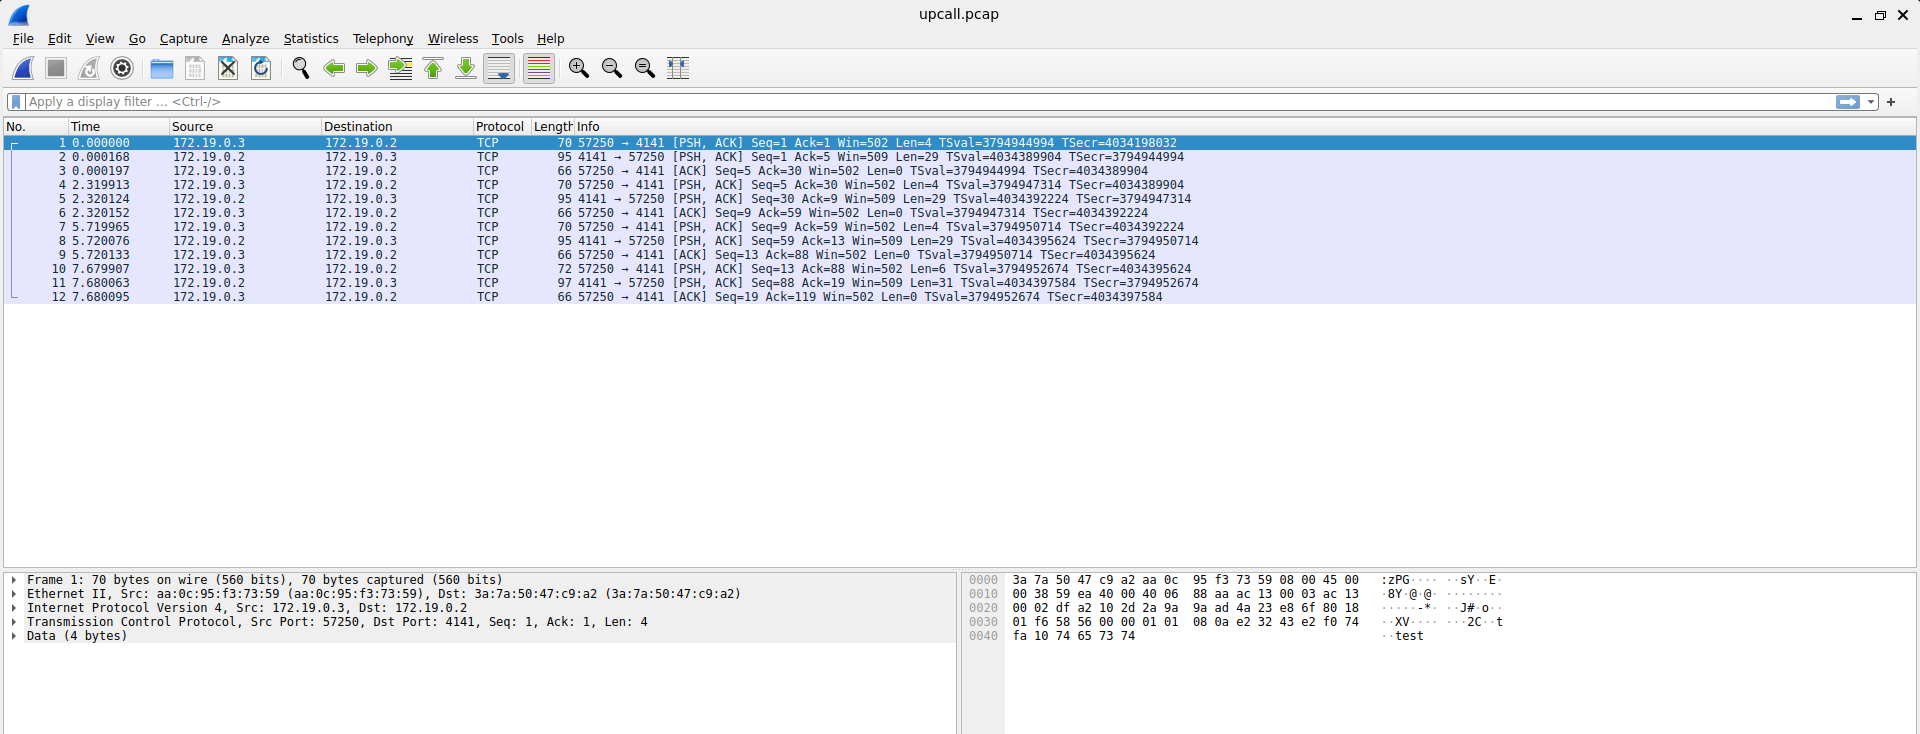 upcall.pcap
File Edit View Go Capture Analyze Statistics Telephony Wireless Tools Help
Apply a display filter ... <Ctrl-/>
No. Time Source Destination Protocol Length Info
1 0.000000 172.19.0.3 172.19.0.2 TCP 70 57250 → 4141 [PSH, ACK] Seq=1 Ack=1 Win=502 Len=4 TSval=3794944994 TSecr=4034198032
2 0.000168 172.19.0.2 172.19.0.3 TCP 95 4141 → 57250 [PSH, ACK] Seq=1 Ack=5 Win=509 Len=29 TSval=4034389904 TSecr=3794944994
3 0.000197 172.19.0.3 172.19.0.2 TCP 66 57250 → 4141 [ACK] Seq=5 Ack=30 Win=502 Len=0 TSval=3794944994 TSecr=4034389904
4 2.319913 172.19.0.3 172.19.0.2 TCP 70 57250 → 4141 [PSH, ACK] Seq=5 Ack=30 Win=502 Len=4 TSval=3794947314 TSecr=4034389904
5 2.320124 172.19.0.2 172.19.0.3 TCP 95 4141 → 57250 [PSH, ACK] Seq=30 Ack=9 Win=509 Len=29 TSval=4034392224 TSecr=3794947314
6 2.320152 172.19.0.3 172.19.0.2 TCP 66 57250 → 4141 [ACK] Seq=9 Ack=59 Win=502 Len=0 TSval=3794947314 TSecr=4034392224
7 5.719965 172.19.0.3 172.19.0.2 TCP 70 57250 → 4141 [PSH, ACK] Seq=9 Ack=59 Win=502 Len=4 TSval=3794950714 TSecr=4034392224
8 5.720076 172.19.0.2 172.19.0.3 TCP 95 4141 → 57250 [PSH, ACK] Seq=59 Ack=13 Win=509 Len=29 TSval=4034395624 TSecr=3794950714
9 5.720133 172.19.0.3 172.19.0.2 TCP 66 57250 → 4141 [ACK] Seq=13 Ack=88 Win=502 Len=0 TSval=3794950714 TSecr=4034395624
10 7.679907 172.19.0.3 172.19.0.2 TCP 72 57250 → 4141 [PSH, ACK] Seq=13 Ack=88 Win=502 Len=6 TSval=3794952674 TSecr=4034395624
11 7.680063 172.19.0.2 172.19.0.3 TCP 97 4141 → 57250 [PSH, ACK] Seq=88 Ack=19 Win=509 Len=31 TSval=4034397584 TSecr=3794952674
12 7.680095 172.19.0.3 172.19.0.2 TCP 66 57250 → 4141 [ACK] Seq=19 Ack=119 Win=502 Len=0 TSval=3794952674 TSecr=4034397584
Frame 1: 70 bytes on wire (560 bits), 70 bytes captured (560 bits)
Ethernet II, Src: aa:0c:95:f3:73:59 (aa:0c:95:f3:73:59), Dst: 3a:7a:50:47:c9:a2 (3a:7a:50:47:c9:a2)
Internet Protocol Version 4, Src: 172.19.0.3, Dst: 172.19.0.2
Transmission Control Protocol, Src Port: 57250, Dst Port: 4141, Seq: 1, Ack: 1, Len: 4
Data (4 bytes)
0000 3a 7a 50 47 c9 a2 aa 0c 95 f3 73 59 08 00 45 00 :zPG···· ··sY··E·
0010 00 38 59 ea 40 00 40 06 88 aa ac 13 00 03 ac 13 ·8Y·@·@· ········
0020 00 02 df a2 10 2d 2a 9a 9a ad 4a 23 e8 6f 80 18 ·····-*· ··J#·o··
0030 01 f6 58 56 00 00 01 01 08 0a e2 32 43 e2 f0 74 ··XV···· ···2C··t
0040 fa 10 74 65 73 74 ··test